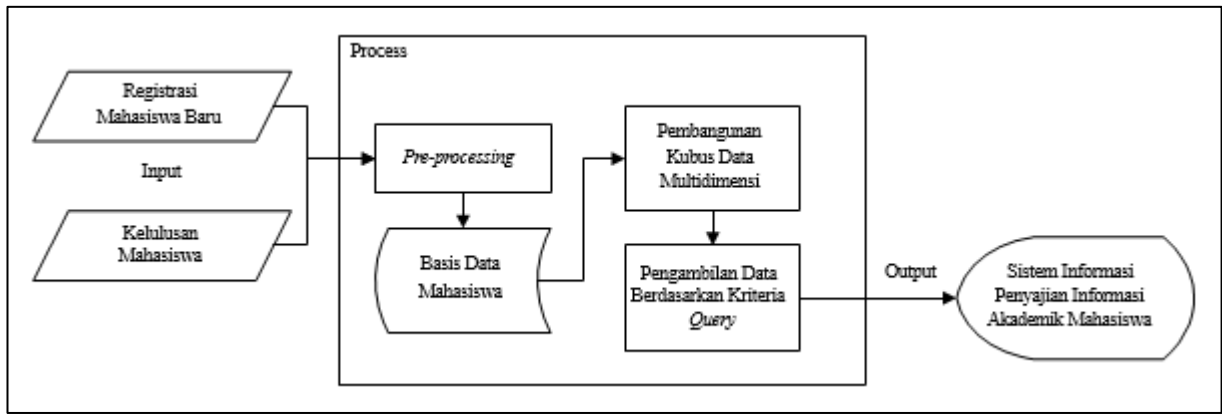 Process
Registrasi
Mahasiswa Baru
Input
Kelulusan
Mahasiswa
Pre-processing
Basis Data
Mahasiswa
Pembangunan
Kubus Data
Multidimensi
Pengambilan Data
Berdasarkan Kriteria
Query
Output
Sistem Informasi
Penyajian Informasi
Akademik Mahasiswa